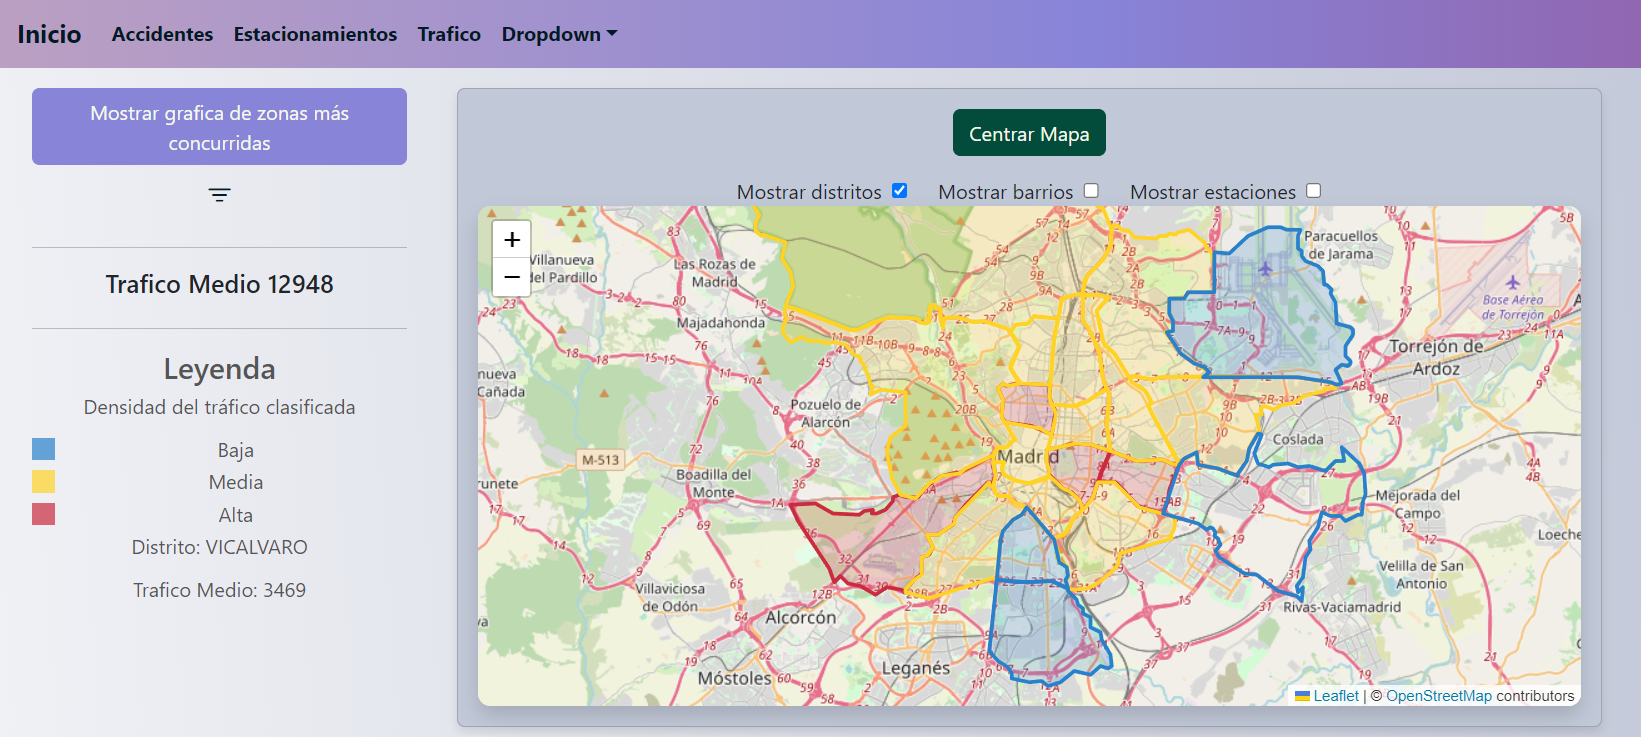 Inicio Accidentes Estacionamientos Trafico Dropdown
Mostrar grafica de zonas más
concurridas
Trafico Medio 12948
Leyenda
Densidad del tráfico clasificada
Baja
Media
Alta
Distrito: VICALVARO
Trafico Medio: 3469
Centrar Mapa
Mostrar distritos Mostrar barrios Mostrar estaciones
+
−
Villanueva
del Pardillo
Las Rozas de
Madrid
Majadahonda
nueva
Cañada
Pozuelo de
Alarcón
M-513
runete
Boadilla del
Monte
Villaviciosa
de Odón
Alcorcón
Móstoles
Leganés
Madrid
Paracuellos
de Jarama
Base Aérea
de Torrejón
Torrejón de
Ardoz
Coslada
Mejorada del
Campo
Loeche
Velilla de San
Antonio
Rivas-Vaciamadrid
Leaflet | © OpenStreetMap contributors